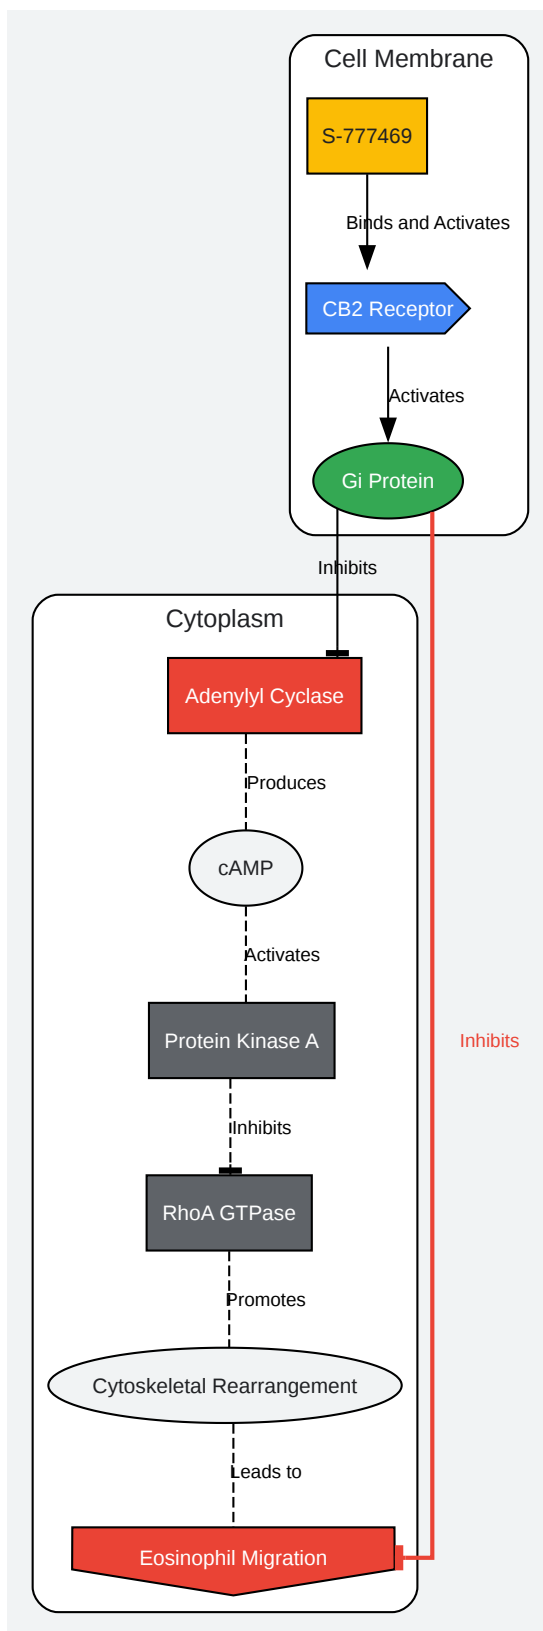 Cell Membrane
S-777469
Binds and Activates
CB2 Receptor
Activates
Gi Protein
Inhibits
Cytoplasm
Adenylyl Cyclase
Produces
cAMP
Activates
Protein Kinase A
Inhibits
Inhibits
RhoA GTPase
Promotes
Cytoskeletal Rearrangement
Leads to
Eosinophil Migration